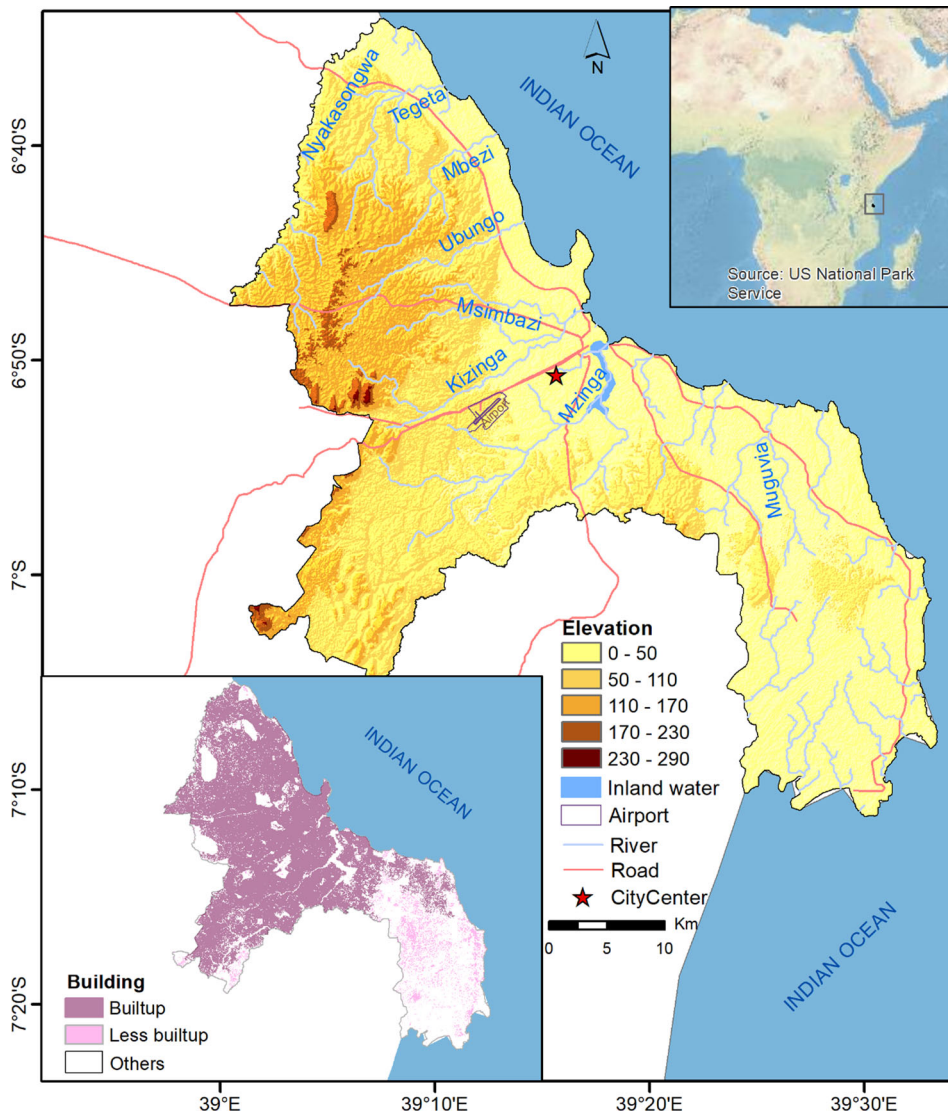 N
INDIAN OCEAN
Nyakasongwa
Tegeta
Mbezi
Ubungo
Msimbazi
Kizinga
Mzinga
Airport
Muguvia
Source: US National Park
Service
6°40'S
6°50'S
7°S
7°10'S
7°20'S
Elevation
0 - 50
50 - 110
110 - 170
170 - 230
230 - 290
Inland water
Airport
River
Road
CityCenter
Km
0 5 10
INDIAN OCEAN
INDIAN OCEAN
Building
Builtup
Less builtup
Others
39°E
39°10'E
39°20'E
39°30'E